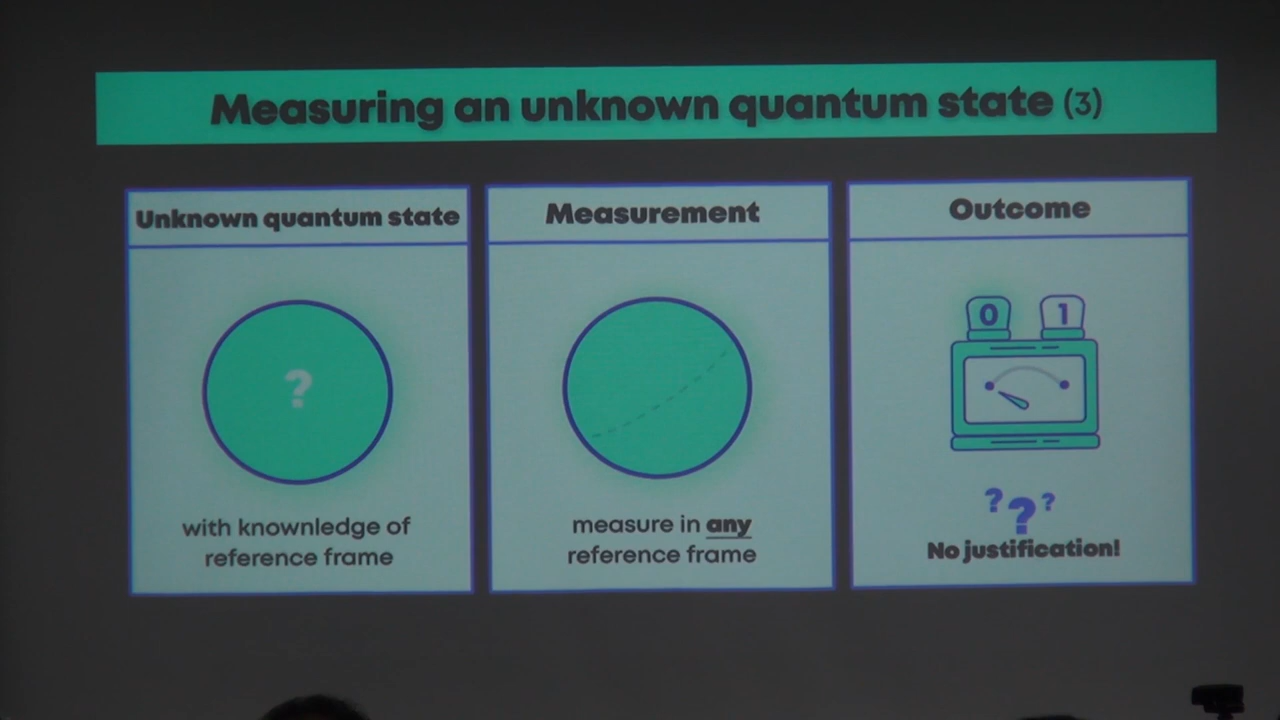 Measuring an unknown quantum state (3)
Unknown quantum state
?
with knownledge of
reference frame
Measurement
measure in any
reference frame
Outcome
0 1
? ? ?
No justification!